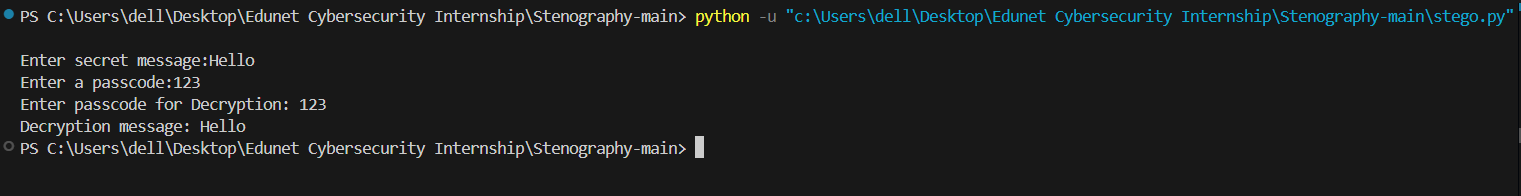 PS C:\Users\dell\Desktop\Edunet Cybersecurity Internship\Stenography-main> python -u "c:\Users\dell\Desktop\Edunet Cybersecurity Internship\Stenography-main\stego.py"
Enter secret message:Hello
Enter a passcode:123
Enter passcode for Decryption: 123
Decryption message: Hello
PS C:\Users\dell\Desktop\Edunet Cybersecurity Internship\Stenography-main>